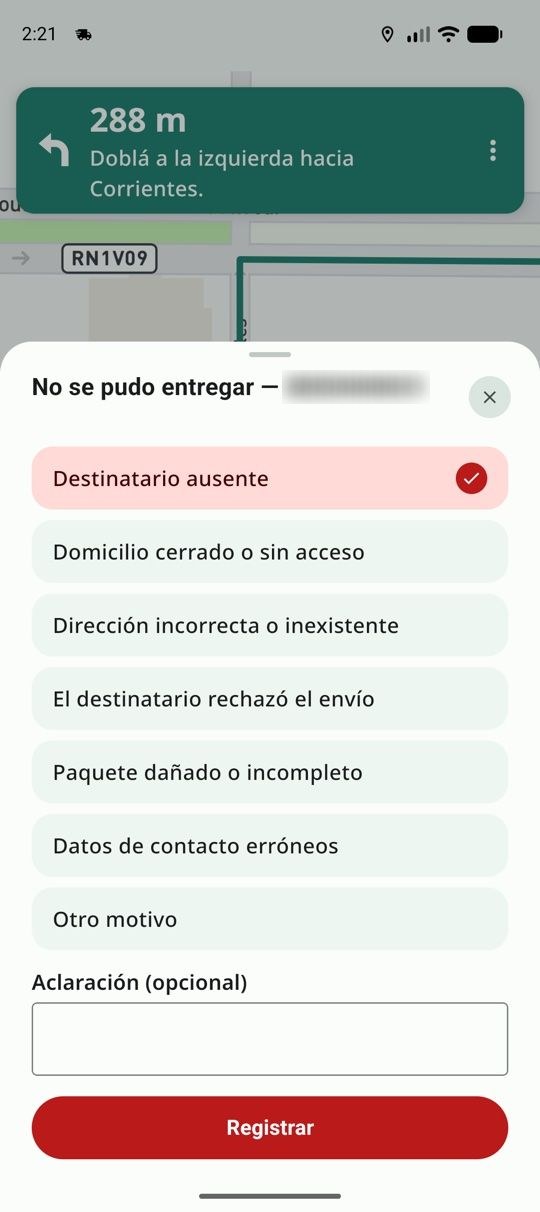 2:21
288 m
Doblá a la izquierda hacia
Corrientes.
RN1V09
No se pudo entregar —
Destinatario ausente
Domicilio cerrado o sin acceso
Dirección incorrecta o inexistente
El destinatario rechazó el envío
Paquete dañado o incompleto
Datos de contacto erróneos
Otro motivo
Aclaración (opcional)
Registrar